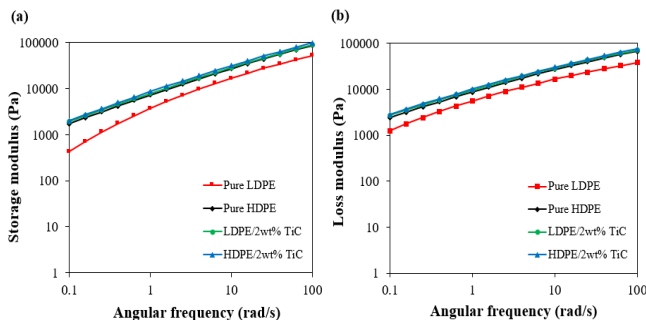 (a)
100000
10000
1000
100
10
1
0.1
1
10
100
Storage modulus (Pa)
Angular frequency (rad/s)
Pure LDPE
Pure HDPE
LDPE/2wt% TiC
HDPE/2wt% TiC
(b)
100000
10000
1000
100
10
1
0.1
1
10
100
Loss modulus (Pa)
Angular frequency (rad/s)
Pure LDPE
Pure HDPE
LDPE/2wt% TiC
HDPE/2wt% TiC